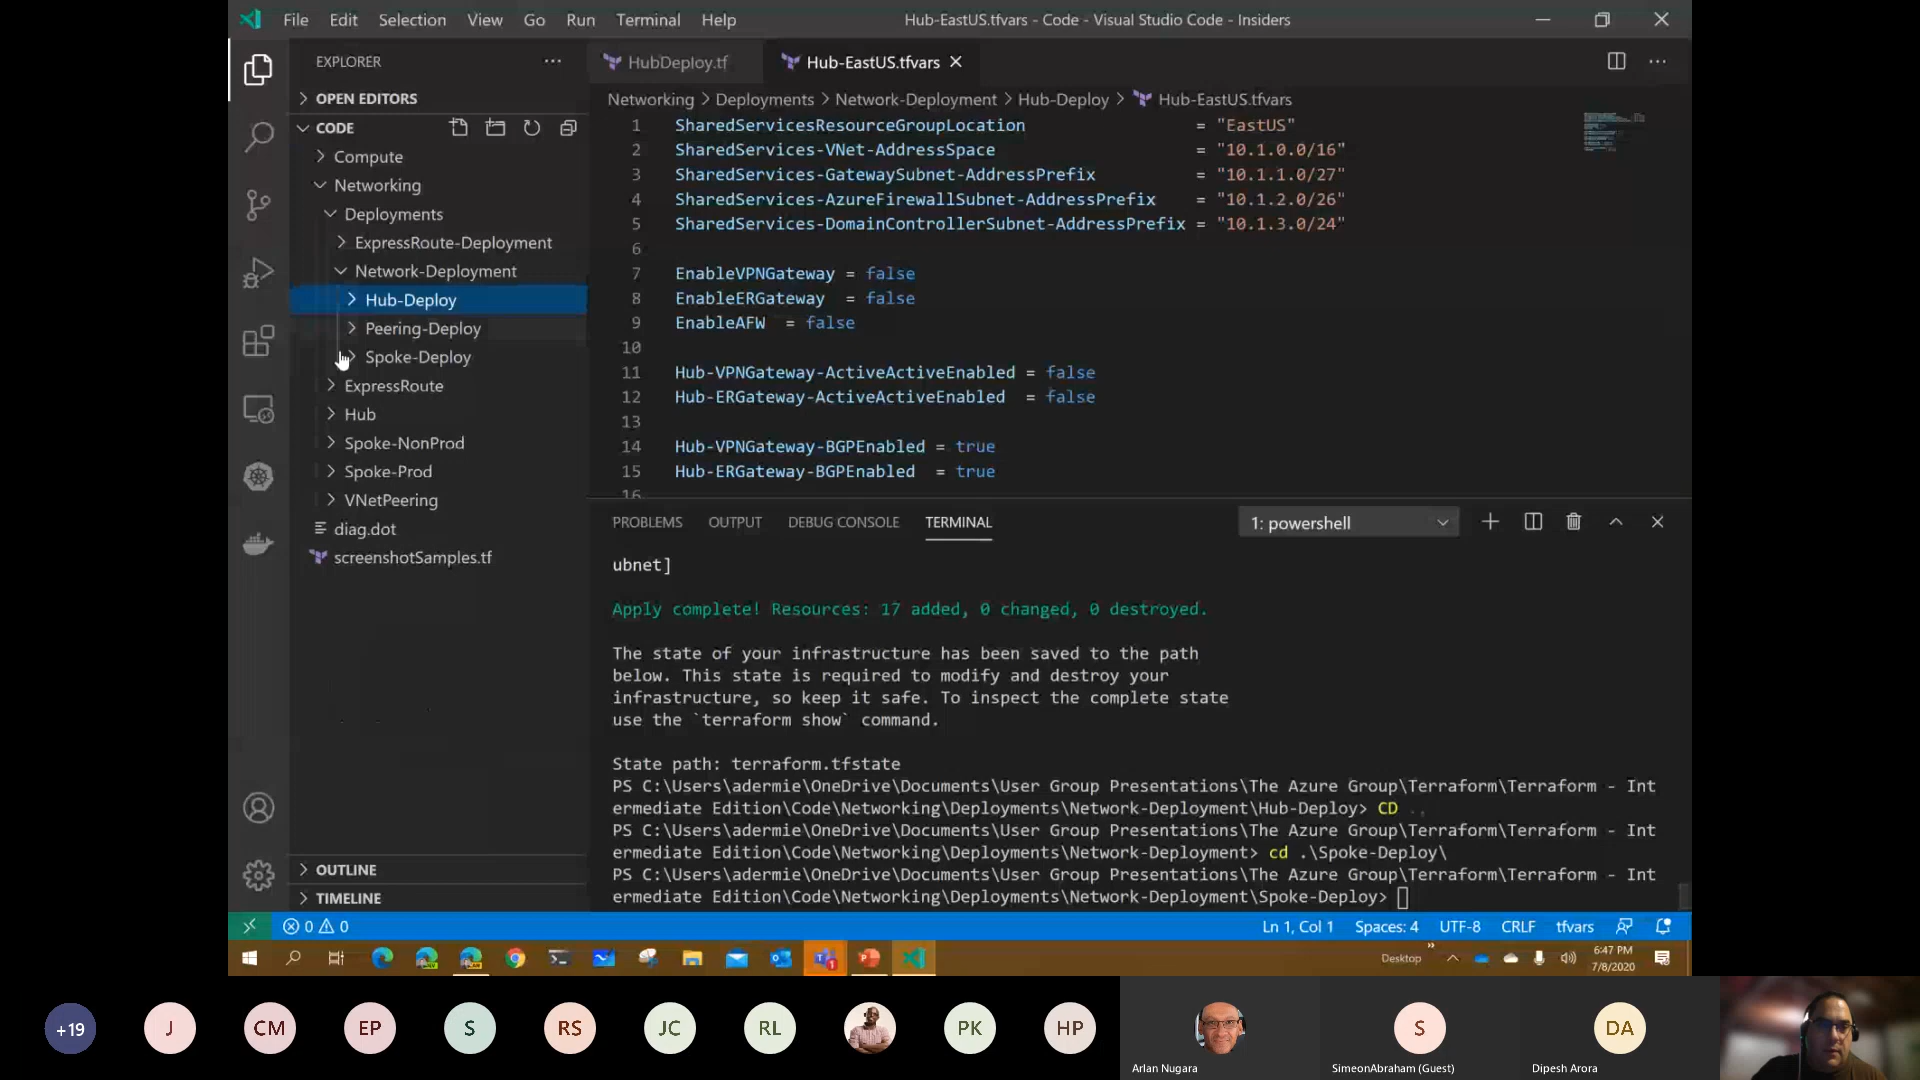 File Edit Selection View Go Run Terminal Help
Hub-EastUS.tfvars - Code - Visual Studio Code - Insiders
EXPLORER
OPEN EDITORS
CODE
Compute
Networking
Deployments
ExpressRoute-Deployment
Network-Deployment
Hub-Deploy
Peering-Deploy
Spoke-Deploy
ExpressRoute
Hub
Spoke-NonProd
Spoke-Prod
VNetPeering
diag.dot
screenshotSamples.tf
OUTLINE
TIMELINE
HubDeploy.tf
Hub-EastUS.tfvars
Networking > Deployments > Network-Deployment > Hub-Deploy > Hub-EastUS.tfvars
1 SharedServicesResourceGroupLocation = "EastUS"
2 SharedServices-VNet-AddressSpace = "10.1.0.0/16"
3 SharedServices-GatewaySubnet-AddressPrefix = "10.1.1.0/27"
4 SharedServices-AzureFirewallSubnet-AddressPrefix = "10.1.2.0/26"
5 SharedServices-DomainControllerSubnet-AddressPrefix = "10.1.3.0/24"
6
7 EnableVPNGateway = false
8 EnableERGateway = false
9 EnableAFW = false
10
11 Hub-VPNGateway-ActiveActiveEnabled = false
12 Hub-ERGateway-ActiveActiveEnabled = false
13
14 Hub-VPNGateway-BGPEnabled = true
15 Hub-ERGateway-BGPEnabled = true
16
PROBLEMS OUTPUT DEBUG CONSOLE TERMINAL
1: powershell
ubnet]
Apply complete! Resources: 17 added, 0 changed, 0 destroyed.
The state of your infrastructure has been saved to the path
below. This state is required to modify and destroy your
infrastructure, so keep it safe. To inspect the complete state
use the `terraform show` command.
State path: terraform.tfstate
PS C:\Users\adermie\OneDrive\Documents\User Group Presentations\The Azure Group\Terraform\Terraform - Int
ermediate Edition\Code\Networking\Deployments\Network-Deployment\Hub-Deploy> CD ..
PS C:\Users\adermie\OneDrive\Documents\User Group Presentations\The Azure Group\Terraform\Terraform - Int
ermediate Edition\Code\Networking\Deployments\Network-Deployment> cd .\Spoke-Deploy\
PS C:\Users\adermie\OneDrive\Documents\User Group Presentations\The Azure Group\Terraform\Terraform - Int
ermediate Edition\Code\Networking\Deployments\Network-Deployment\Spoke-Deploy>
0 0
Ln 1, Col 1 Spaces: 4 UTF-8 CRLF tfvars
Desktop
6:47 PM
7/8/2020
+19 J CM EP S RS JC RL PK HP S DA
Arlan Nugara
SimeonAbraham (Guest)
Dipesh Arora